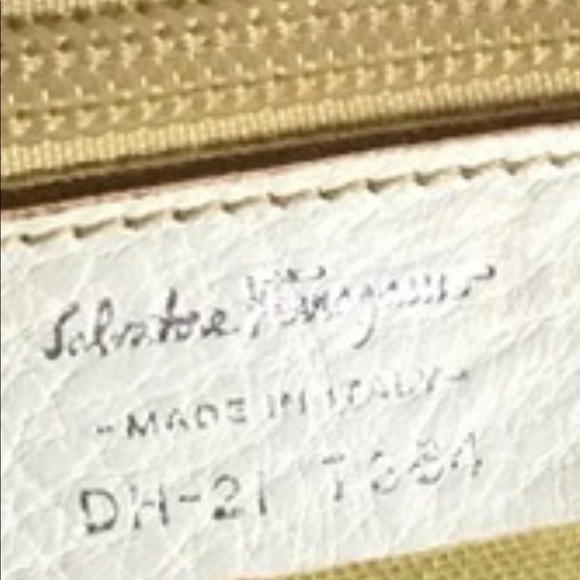 Salvatore Ferragamo
-MADE IN ITALY-
DH-21